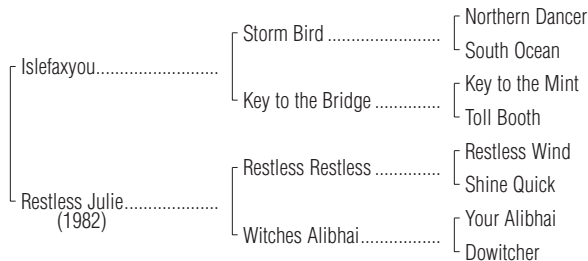 Northern Dancer
Storm Bird ........................
South Ocean
Islefaxyou..........................
Key to the Mint
Key to the Bridge ..............
Toll Booth
Restless Wind
Restless Restless ...............
Shine Quick
Restless Julie....................
(1982)
Your Alibhai
Witches Alibhai.................
Dowitcher